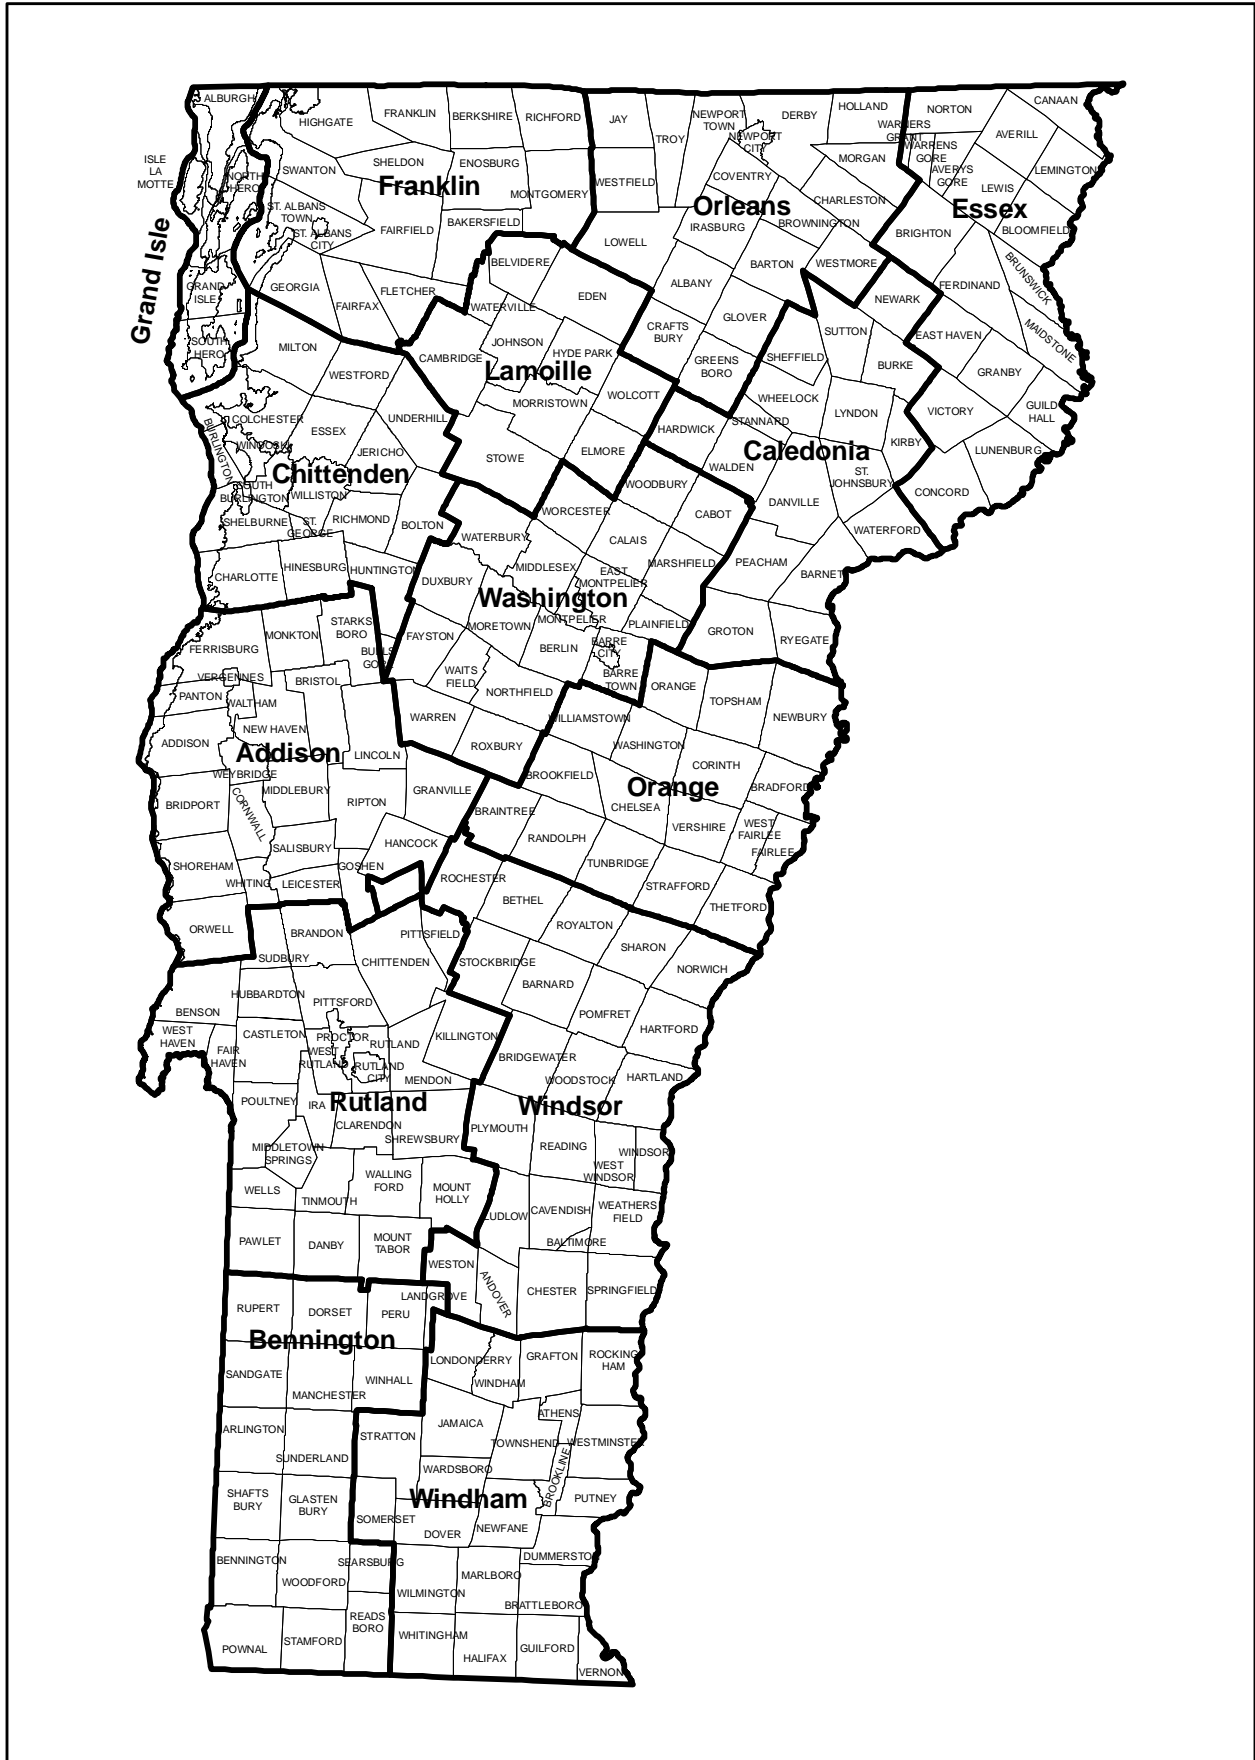 ALBURGH
HIGHGATE
FRANKLIN
BERKSHIRE
RICHFORD
JAY
TROY
NEWPORT
TOWN
NEWPORT
CITY
DERBY
HOLLAND
WARNERS
GRANT
NORTON
CANAAN
AVERILL
WARRENS
GORE
AVERYS
GORE
LEWIS
LEMINGTON
ISLE
LA
MOTTE
NORTH
HERO
SWANTON
SHELDON
ENOSBURG
MONTGOMERY
Franklin
WESTFIELD
COVENTRY
MORGAN
CHARLESTON
Orleans
BROWNINGTON
IRASBURG
Essex
BRIGHTON
BLOOMFIELD
BRUNSWICK
ST. ALBANS
TOWN
ST. ALBANS
CITY
FAIRFIELD
BAKERSFIELD
LOWELL
BARTON
WESTMORE
Grand Isle
GRAND
ISLE
GEORGIA
FAIRFAX
FLETCHER
BELVIDERE
WATERVILLE
EDEN
ALBANY
GLOVER
NEWARK
FERDINAND
MAIDSTONE
SOUTH
HERO
MILTON
WESTFORD
CAMBRIDGE
JOHNSON
HYDE PARK
Lamoille
CRAFTS
BURY
GREENS
BORO
SHEFFIELD
SUTTON
BURKE
EAST HAVEN
GRANBY
GUILD
HALL
COLCHESTER
WINOOSKI
BURLINGTON
ESSEX
UNDERHILL
JERICHO
Chittenden
MORRISTOWN
WOLCOTT
STOWE
ELMORE
HARDWICK
WHEELOCK
STANNARD
LYNDON
VICTORY
KIRBY
LUNENBURG
Caledonia
WALDEN
ST.
JOHNSBURY
CONCORD
SOUTH
BURLINGTON
WILLISTON
SHELBURNE
ST.
GEORGE
RICHMOND
BOLTON
WATERBURY
WORCESTER
WOODBURY
CABOT
DANVILLE
WATERFORD
CHARLOTTE
HINESBURG
HUNTINGTON
DUXBURY
MIDDLESEX
CALAIS
EAST
MONTPELIER
MARSHFIELD
PEACHAM
BARNET
Washington
FERRISBURG
MONKTON
STARKS
BORO
BUELS
GORE
FAYSTON
MORETOWN
MONTPELIER
BERLIN
PLAINFIELD
BARRE
CITY
BARRE
TOWN
GROTON
RYEGATE
VERGENNES
PANTON
WALTHAM
BRISTOL
WAITS
FIELD
NORTHFIELD
ORANGE
TOPSHAM
NEWBURY
ADDISON
NEW HAVEN
Addison
LINCOLN
WARREN
ROXBURY
WILLIAMSTOWN
WASHINGTON
CORINTH
WEYBRIDGE
BRIDPORT
CORNWALL
MIDDLEBURY
RIPTON
GRANVILLE
BROOKFIELD
Orange
CHELSEA
BRADFORD
BRAINTREE
RANDOLPH
VERSHIRE
WEST
FAIRLEE
FAIRLEE
SHOREHAM
SALISBURY
HANCOCK
GOSHEN
WHITING
LEICESTER
ROCHESTER
TUNBRIDGE
STRAFFORD
THETFORD
ORWELL
BRANDON
SUDBURY
PITTSFIELD
CHITTENDEN
BETHEL
ROYALTON
SHARON
NORWICH
STOCKBRIDGE
BARNARD
HUBBARDTON
PITTSFORD
BENSON
POMFRET
HARTFORD
WEST
HAVEN
FAIR
HAVEN
CASTLETON
PROCTOR
WEST
RUTLAND
RUTLAND
RUTLAND
CITY
KILLINGTON
MENDON
BRIDGEWATER
WOODSTOCK
HARTLAND
POULTNEY
IRA
Rutland
CLARENDON
SHREWSBURY
Windsor
PLYMOUTH
READING
WINDSOR
WEST
WINDSOR
MIDDLETOWN
SPRINGS
WELLS
TINMOUTH
WALLING
FORD
MOUNT
HOLLY
LUDLOW
CAVENDISH
WEATHERS
FIELD
BALTIMORE
PAWLET
DANBY
MOUNT
TABOR
WESTON
ANDOVER
CHESTER
SPRINGFIELD
RUPERT
DORSET
PERU
LANDGROVE
Bennington
LONDONDERRY
WINDHAM
GRAFTON
ROCKING
HAM
SANDGATE
MANCHESTER
WINHALL
ARLINGTON
SUNDERLAND
STRATTON
JAMAICA
TOWNSHEND
ATHENS
WESTMINSTER
WARDSBORO
BROOKLINE
SHAFTS
BURY
GLASTEN
BURY
Windham
SOMERSET
DOVER
NEWFANE
PUTNEY
BENNINGTON
WOODFORD
SEARSBURG
WILMINGTON
MARLBORO
DUMMERSTO
BRATTLEBORO
READS
BORO
POWNAL
STAMFORD
WHITINGHAM
HALIFAX
GUILFORD
VERNON